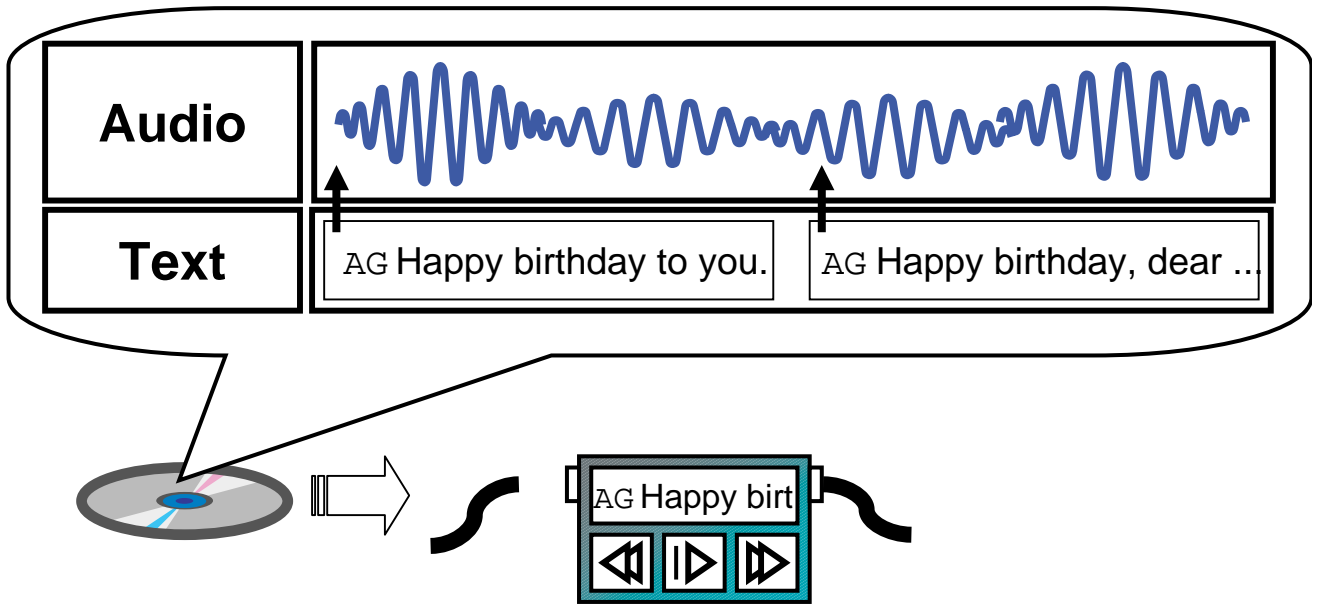 Audio
Text
AG Happy birthday to you.
AG Happy birthday, dear ...
AG Happy birt